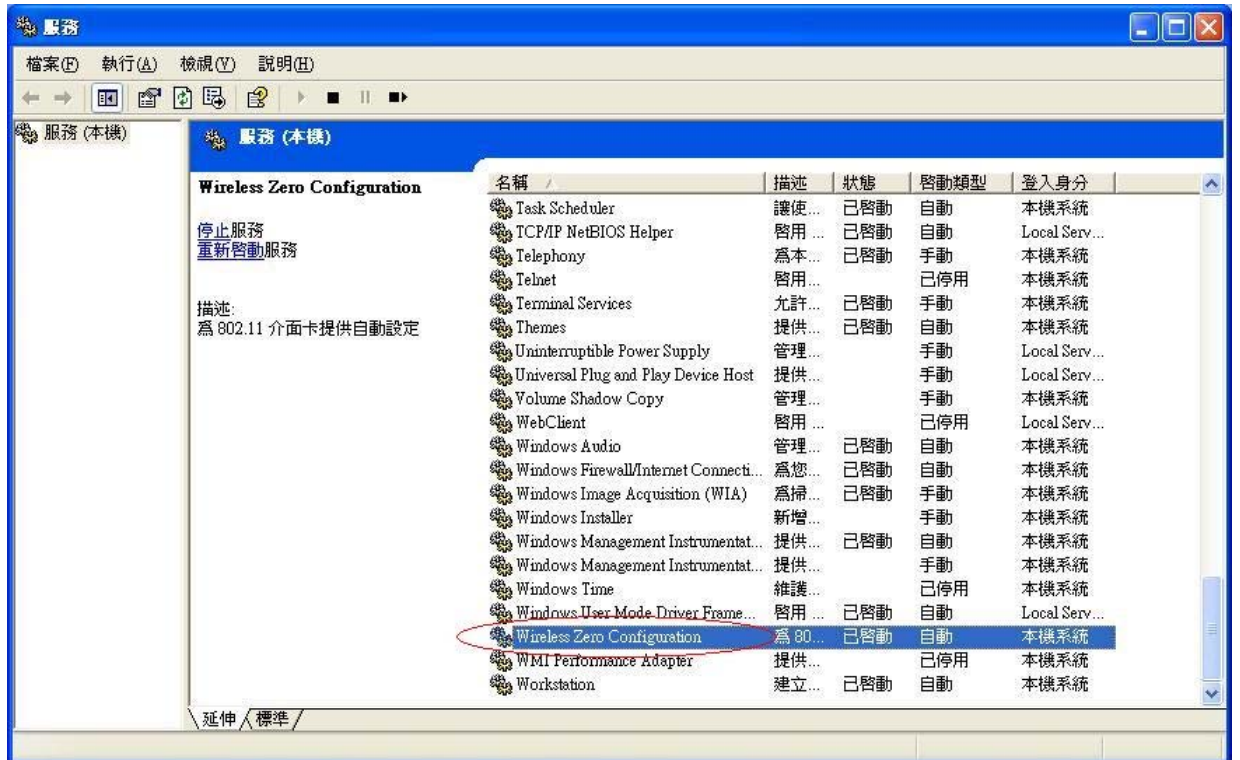 服務
檔案(F) 執行(A) 檢視(V) 說明(H)
服務 (本機)
服務 (本機)
Wireless Zero Configuration
停止服務
重新啓動服務
描述:
爲 802.11 介面卡提供自動設定
名稱 描述 狀態 啓動類型 登入身分
Task Scheduler 讓使... 已啓動 自動 本機系統
TCP/IP NetBIOS Helper 啓用 ... 已啓動 自動 Local Serv...
Telephony 爲本... 已啓動 手動 本機系統
Telnet 啓用... 已停用 本機系統
Terminal Services 允許... 已啓動 手動 本機系統
Themes 提供... 已啓動 自動 本機系統
Uninterruptible Power Supply 管理... 手動 Local Serv...
Universal Plug and Play Device Host 提供... 手動 Local Serv...
Volume Shadow Copy 管理... 手動 本機系統
WebClient 啓用 ... 已停用 Local Serv...
Windows Audio 管理... 已啓動 自動 本機系統
Windows Firewall/Internet Connecti... 爲您... 已啓動 自動 本機系統
Windows Image Acquisition (WIA) 爲掃... 已啓動 手動 本機系統
Windows Installer 新增... 手動 本機系統
Windows Management Instrumentat... 提供... 已啓動 自動 本機系統
Windows Management Instrumentat... 提供... 手動 本機系統
Windows Time 維護... 已停用 本機系統
Windows User Mode Driver Frame... 啓用 ... 已啓動 自動 Local Serv...
Wireless Zero Configuration 爲 80... 已啓動 自動 本機系統
WMI Performance Adapter 提供... 已停用 本機系統
Workstation 建立... 已啓動 自動 本機系統
延伸 標準